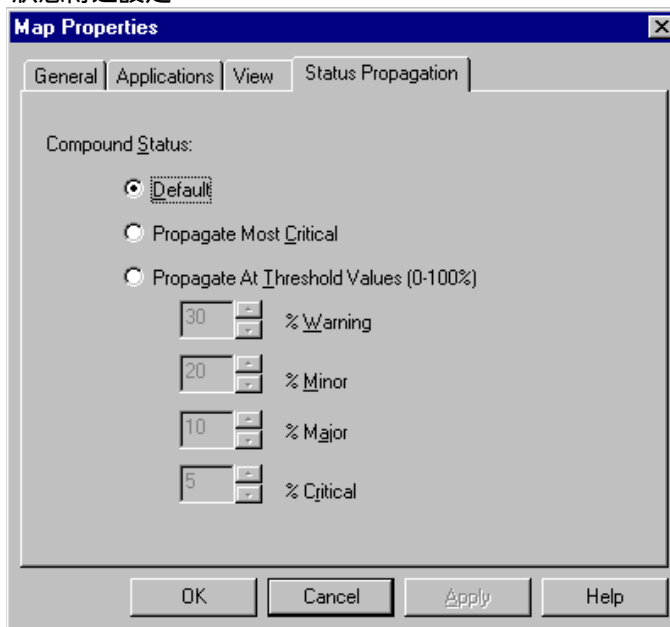 Map Properties
General Applications View Status Propagation
Compound Status:
Default
Propagate Most Critical
Propagate At Threshold Values (0-100%)
30 % Warning
20 % Minor
10 % Major
5 % Critical
OK Cancel Apply Help